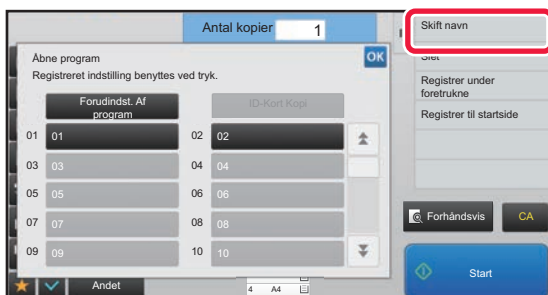 Antal kopier 1
Åbne program
OK
Registreret indstilling benyttes ved tryk.
Forudindst. Af
program
ID-Kort Kopi
01 01
02 02
03 03
04 04
05 05
06 06
07 07
08 08
09 09
10 10
Andet
4 A4
Skift navn
Slet
Registrer under
foretrukne
Registrer til startside
Forhåndsvis
CA
Start